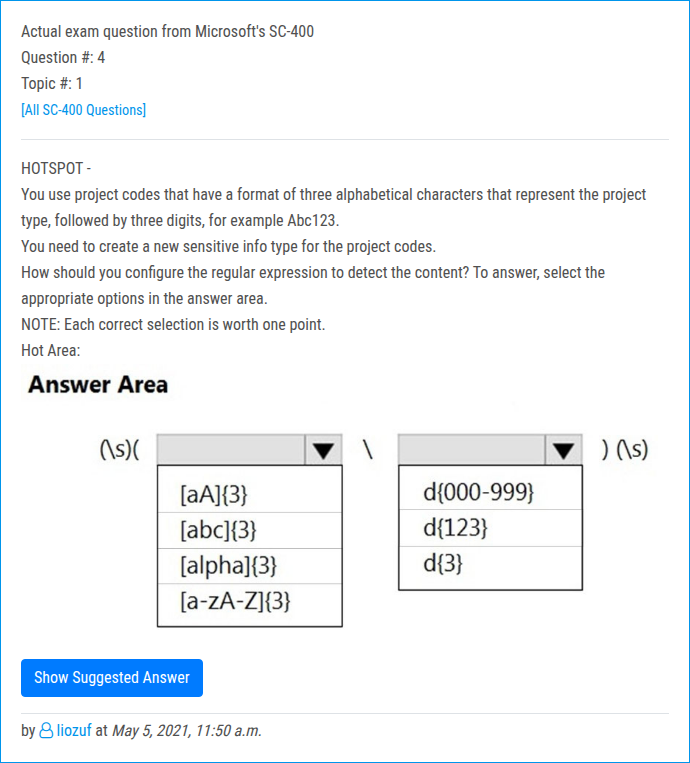 Actual exam question from Microsoft's SC-400
Question #: 4
Topic #: 1
[All SC-400 Questions]
HOTSPOT -
You use project codes that have a format of three alphabetical characters that represent the project
type, followed by three digits, for example Abc123.
You need to create a new sensitive info type for the project codes.
How should you configure the regular expression to detect the content? To answer, select the
appropriate options in the answer area.
NOTE: Each correct selection is worth one point.
Hot Area:
Answer Area
(\s)( \ ) (\s)
[aA]{3} d{000-999}
[abc]{3} d{123}
[alpha]{3} d{3}
[a-zA-Z]{3}
Show Suggested Answer
by liozuf at May 5, 2021, 11:50 a.m.